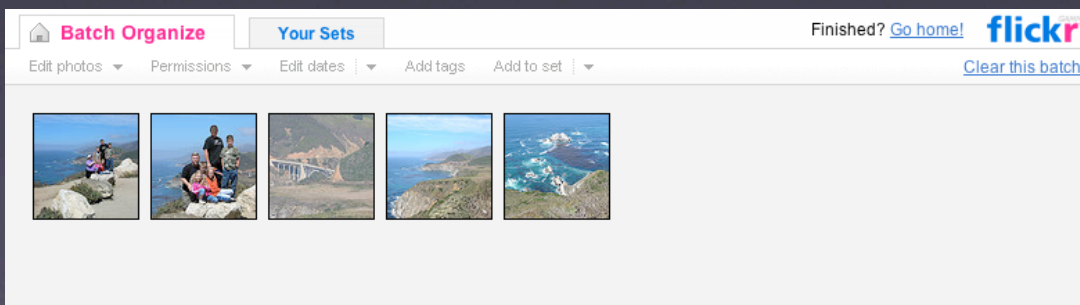 Batch Organize
Your Sets
Finished? Go home!
flickr
Edit photos
Permissions
Edit dates
Add tags
Add to set
Clear this batch